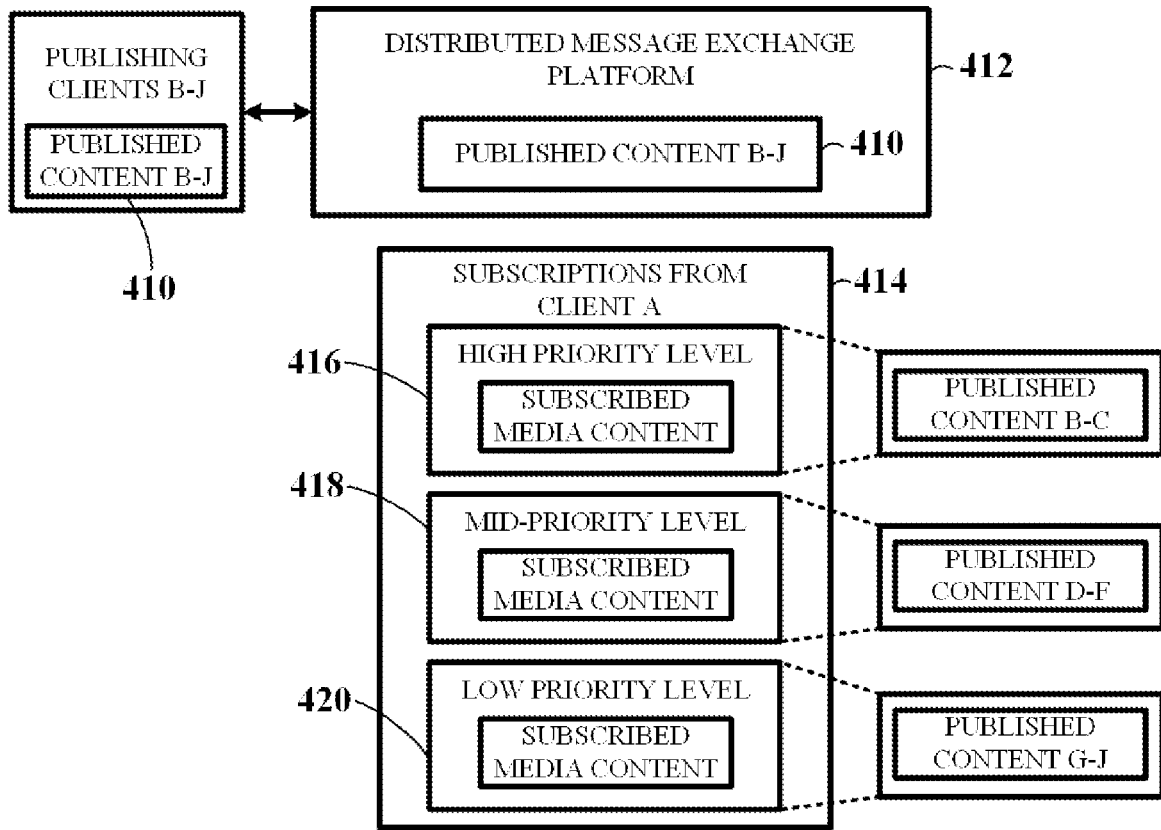 PUBLISHING
CLIENTS B-J
PUBLISHED
CONTENT B-J
410
DISTRIBUTED MESSAGE EXCHANGE
PLATFORM
412
PUBLISHED CONTENT B-J
410
SUBSCRIPTIONS FROM
CLIENT A
414
416
HIGH PRIORITY LEVEL
SUBSCRIBED
MEDIA CONTENT
PUBLISHED
CONTENT B-C
418
MID-PRIORITY LEVEL
SUBSCRIBED
MEDIA CONTENT
PUBLISHED
CONTENT D-F
420
LOW PRIORITY LEVEL
SUBSCRIBED
MEDIA CONTENT
PUBLISHED
CONTENT G-J